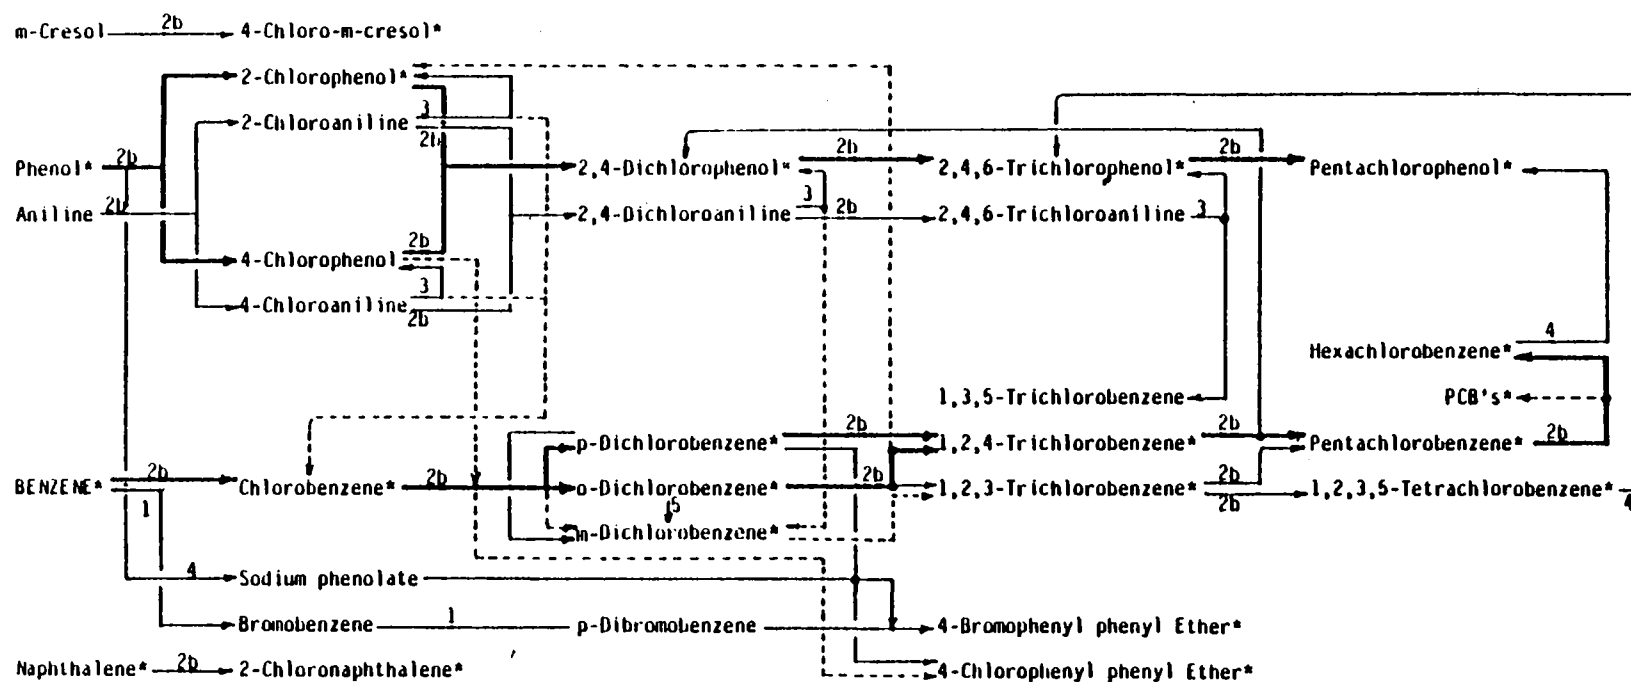 m-Cresol 2b 4-Chloro-m-cresol*
2-Chlorophenol*
3
2-Chloroaniline
2b
Phenol* 2b 2,4-Dichlorophenol* 2b 2,4,6-Trichlorophenol* 2b Pentachlorophenol*
3 3
Aniline 2b 2,4-Dichloroaniline 2b 2,4,6-Trichloroaniline
2b
4-Chlorophenol
3
4-Chloroaniline
2b
4
Hexachlorobenzene*
1,3,5-Trichlorobenzene PCB's*
p-Dichlorobenzene* 2b 1,2,4-Trichlorobenzene* 2b Pentachlorobenzene* 2b
BENZENE* 2b Chlorobenzene* 2b o-Dichlorobenzene* 2b 1,2,3-Trichlorobenzene* 2b 1,2,3,5-Tetrachlorobenzene*
1 2b 4
5
m-Dichlorobenzene*
4 Sodium phenolate
Bromobenzene 1 p-Dibromobenzene 4-Bromophenyl phenyl Ether*
Naphthalene* 2b 2-Chloronaphthalene* 4-Chlorophenyl phenyl Ether*